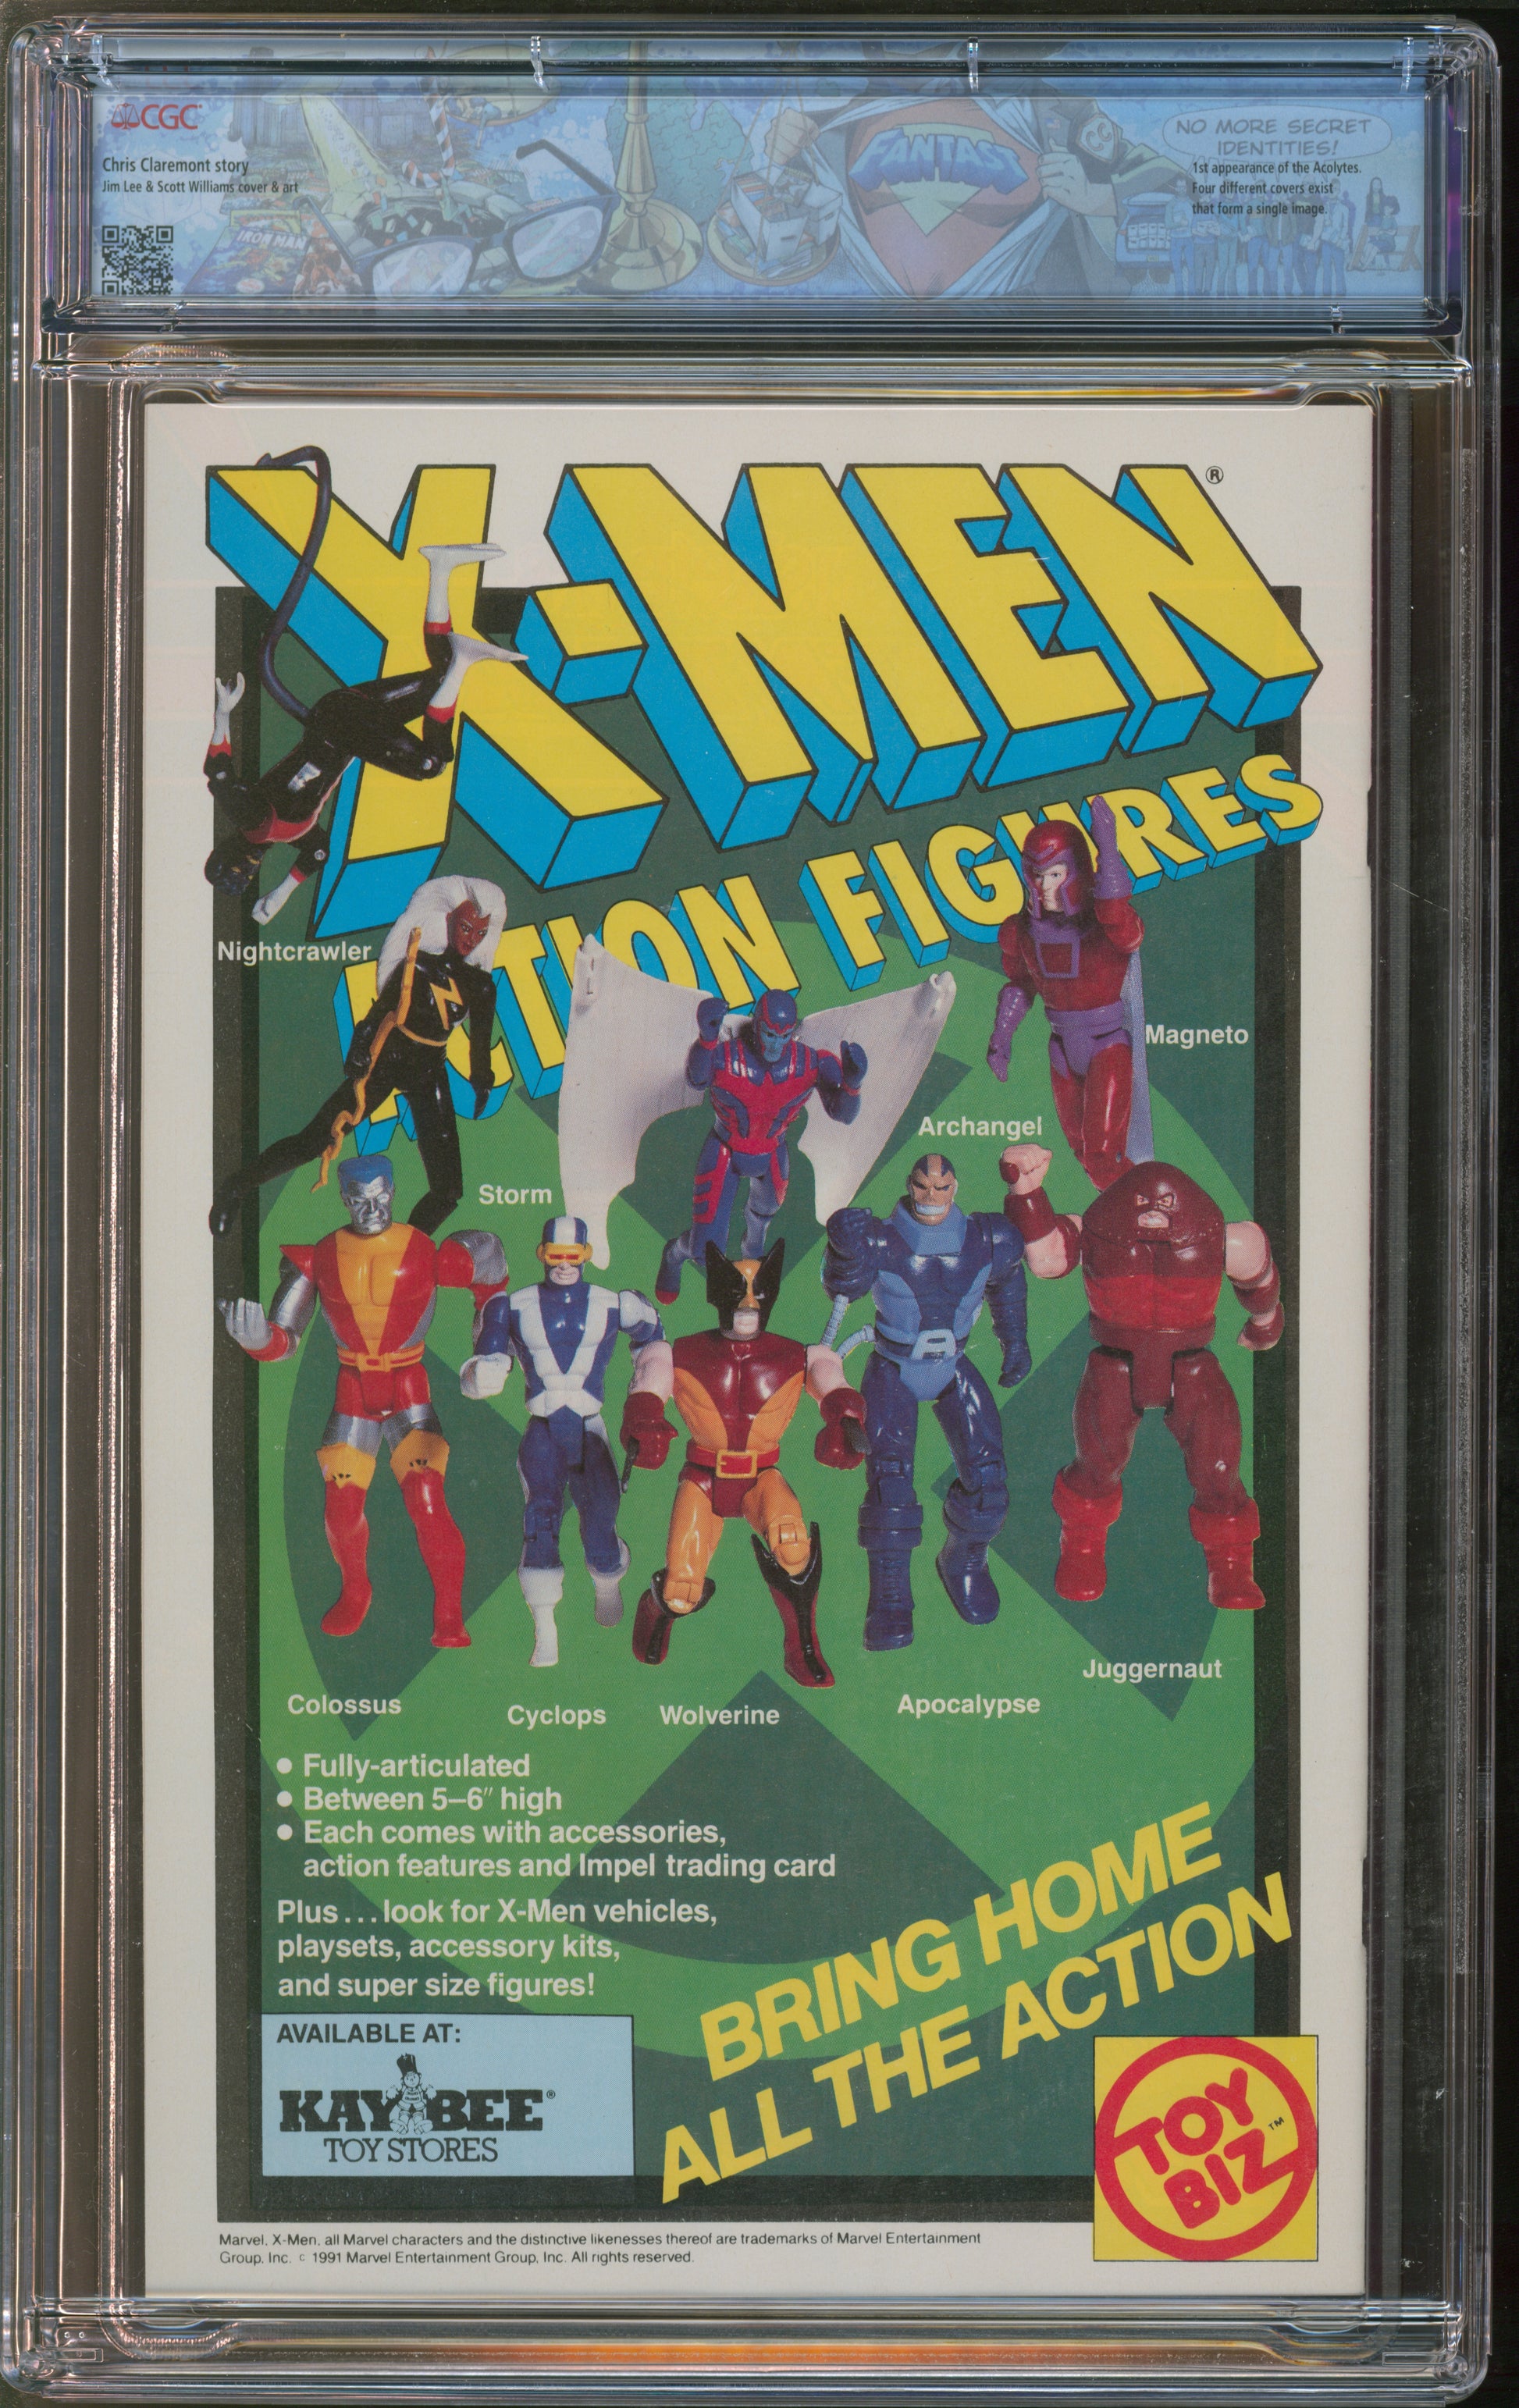 CGC
Chris Claremont story
Jim Lee & Scott Williams cover & art
IRON MAN
FANTAST
CC
NO MORE SECRET
IDENTITIES!
1st appearance of the Acolytes.
Four different covers exist
that form a single image.
X-MEN®
ACTION FIGURES
Nightcrawler
Magneto
Archangel
Storm
A
Juggernaut
Colossus
Cyclops
Wolverine
Apocalypse
● Fully-articulated
● Between 5–6" high
● Each comes with accessories,
action features and Impel trading card
Plus...look for X-Men vehicles,
playsets, accessory kits,
and super size figures!
BRING HOME
ALL THE ACTION
AVAILABLE AT:
KAY BEE®
TOY STORES
TOY
BIZ™
Marvel, X-Men, all Marvel characters and the distinctive likenesses thereof are trademarks of Marvel Entertainment
Group, Inc. © 1991 Marvel Entertainment Group, Inc. All rights reserved.